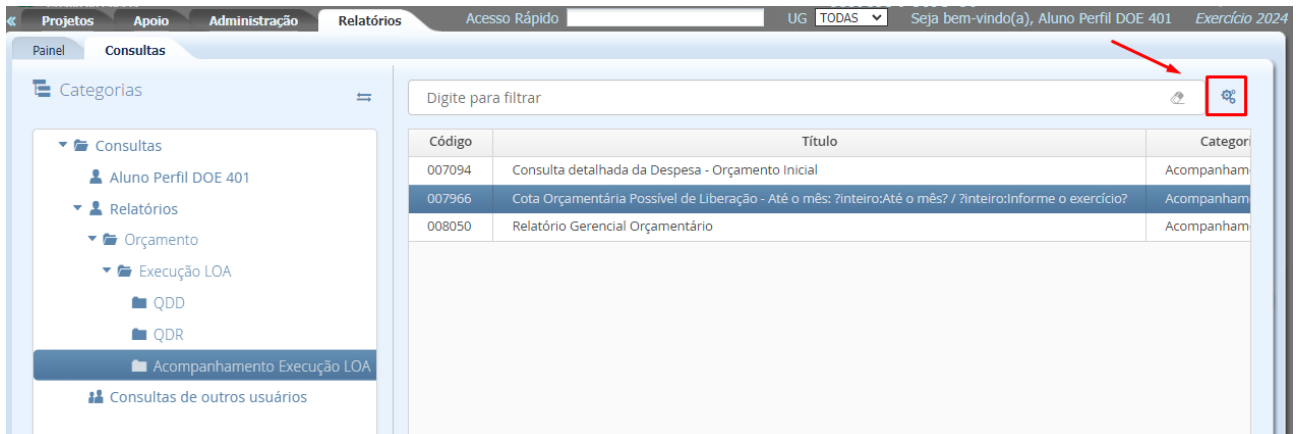 « Projetos Apoio Administração Relatórios Acesso Rápido UG TODAS Seja bem-vindo(a), Aluno Perfil DOE 401 Exercício 2024
Painel Consultas
Categorias
Digite para filtrar
Consultas
Aluno Perfil DOE 401
Relatórios
Orçamento
Execução LOA
QDD
QDR
Acompanhamento Execução LOA
Consultas de outros usuários
Código Título Categori
007094 Consulta detalhada da Despesa - Orçamento Inicial Acompanham
007966 Cota Orçamentária Possível de Liberação - Até o mês: ?inteiro:Até o mês? / ?inteiro:Informe o exercício? Acompanham
008050 Relatório Gerencial Orçamentário Acompanham